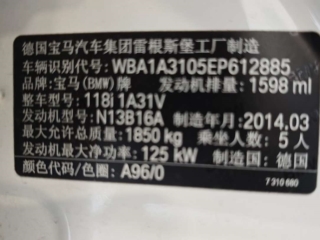 德国宝马汽车集团雷根斯堡工厂制造
车辆识别代号: WBA1A3105EP612885
品牌: 宝马(BMW)牌 发动机排量: 1598 ml
整车型号: 118i 1A31V
发动机型号: N13B16A 制造年月: 2014.03
最大允许总质量: 1850 kg 乘坐人数: 5 人
发动机最大净功率: 125 kW 制造国: 德国
颜色代码/色圈: A96/0
7 310 680